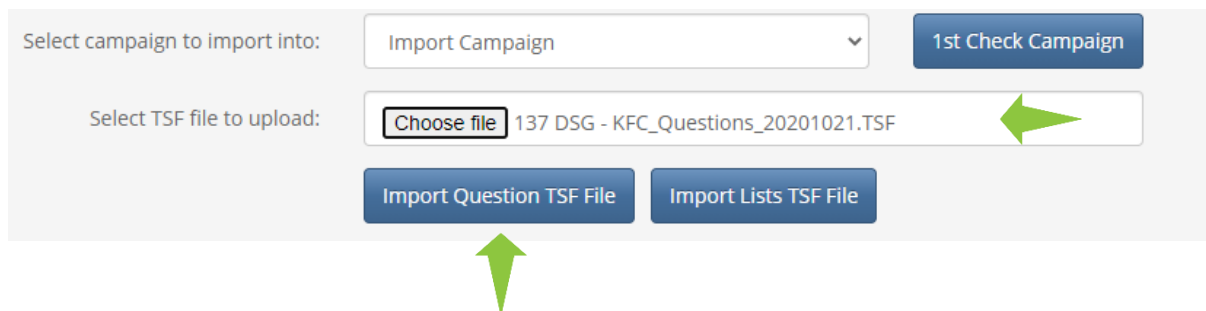 Select campaign to import into: Import Campaign 1st Check Campaign
Select TSF file to upload: Choose file 137 DSG - KFC_Questions_20201021.TSF
Import Question TSF File Import Lists TSF File